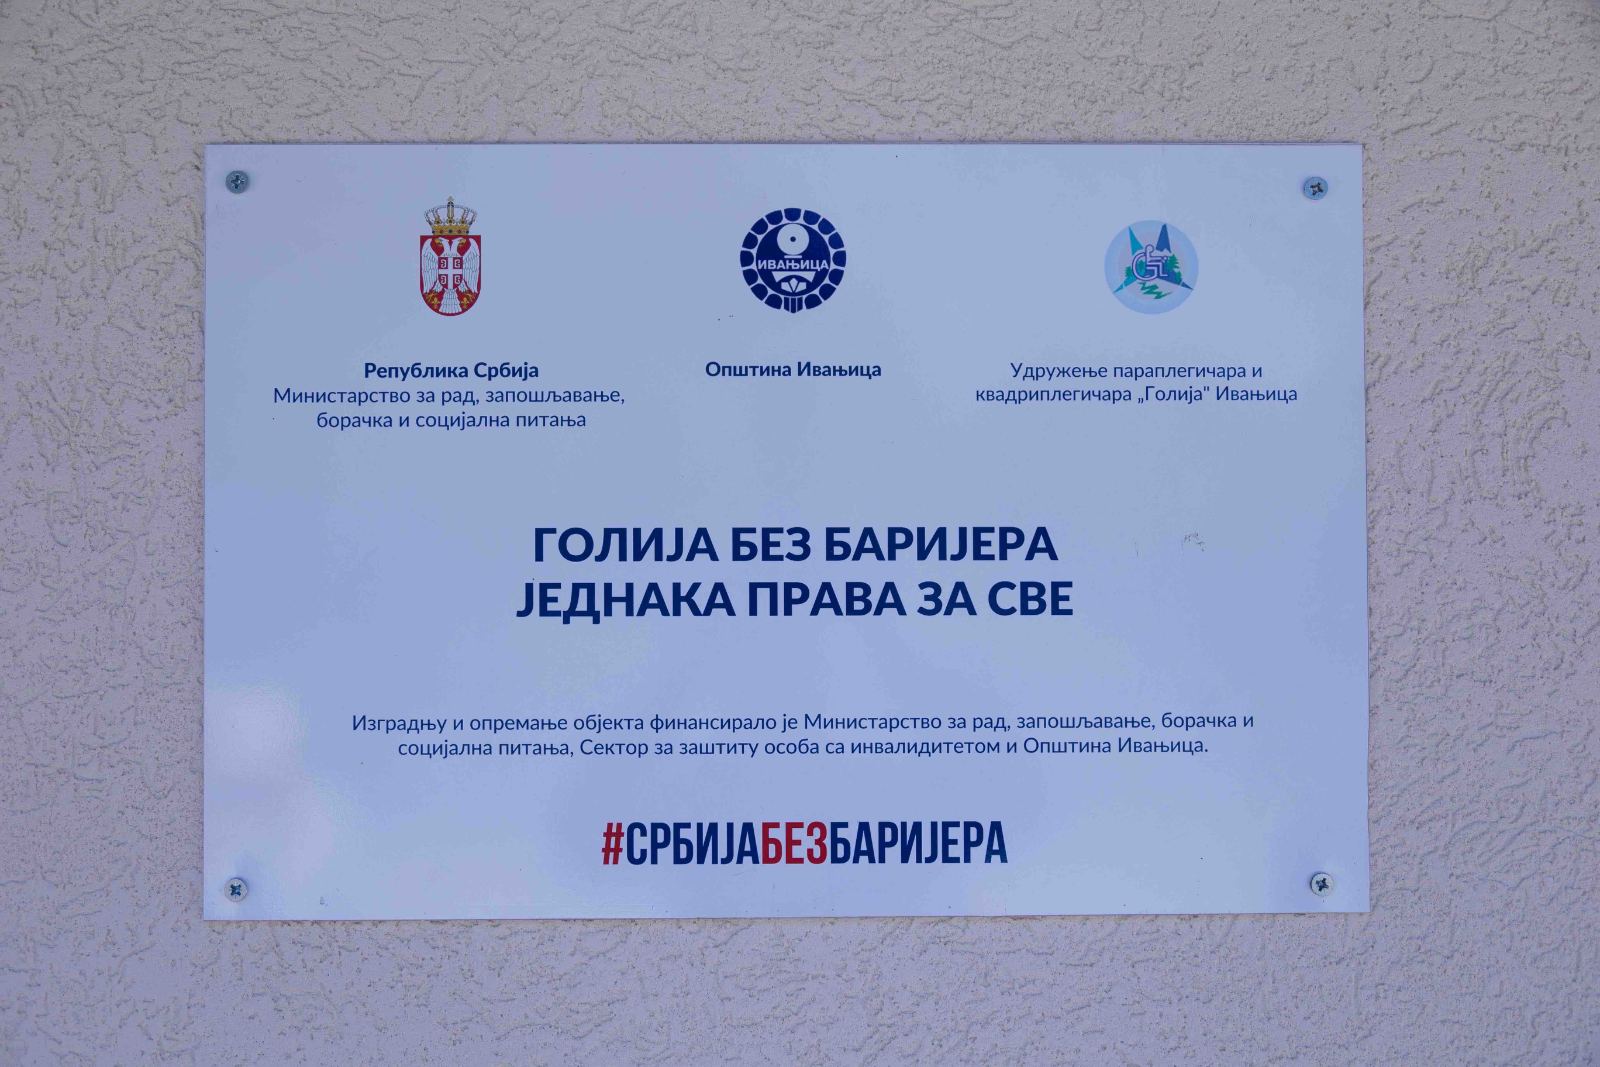 ИВАЊИЦА
Република Србија
Министарство за рад, запошљавање,
борачка и социјална питања
Општина Ивањица
Удружење параплегичара и
квадриплегичара „Голија" Ивањица
ГОЛИЈА БЕЗ БАРИЈЕРА
ЈЕДНАКА ПРАВА ЗА СВЕ
Изградњу и опремање објекта финансирало је Министарство за рад, запошљавање, борачка и
социјална питања, Сектор за заштиту особа са инвалидитетом и Општина Ивањица.
#СРБИЈАБЕЗБАРИЈЕРА